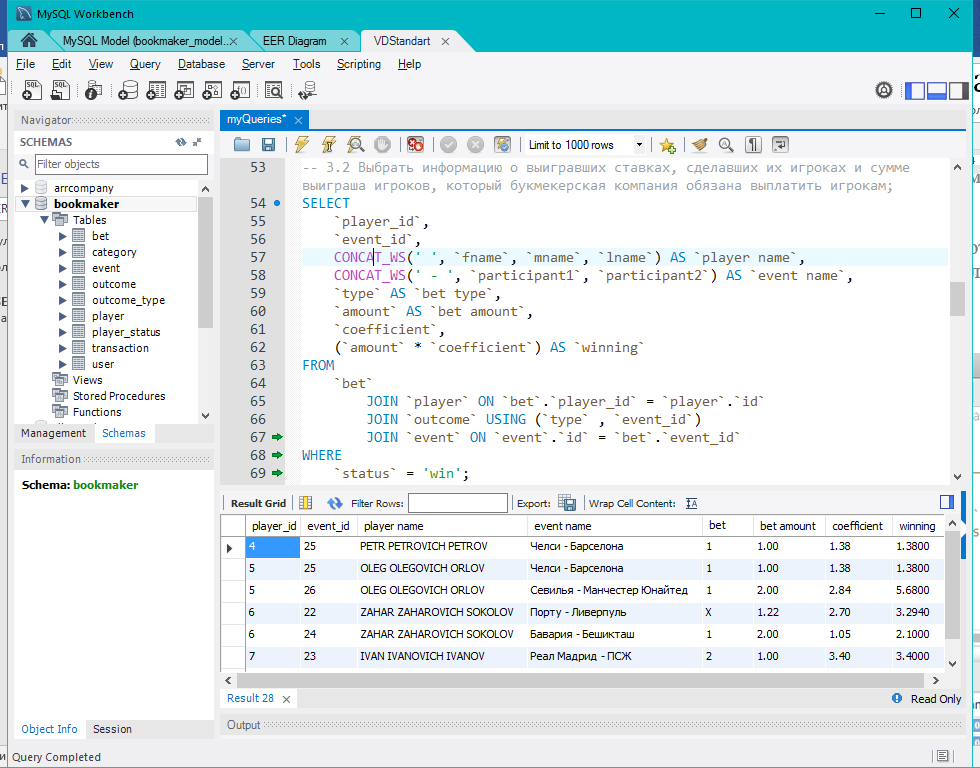 MySQL Workbench
MySQL Model (bookmaker_model.. × EER Diagram × VDStandart ×
File Edit View Query Database Server Tools Scripting Help
Navigator
SCHEMAS
Filter objects
arrcompany
bookmaker
Tables
bet
category
event
outcome
outcome_type
player
player_status
transaction
user
Views
Stored Procedures
Functions
Management Schemas
Information
Schema: bookmaker
Object Info Session
myQueries* ×
Limit to 1000 rows
53 -- 3.2 Выбрать информацию о выигравших ставках, сделавших их игроках и сумме
выиграша игроков, который букмекерская компания обязана выплатить игрокам;
54 SELECT
55 `player_id`,
56 `event_id`,
57 CONCAT_WS(' ', `fname`, `mname`, `lname`) AS `player name`,
58 CONCAT_WS(' - ', `participant1`, `participant2`) AS `event name`,
59 `type` AS `bet type`,
60 `amount` AS `bet amount`,
61 `coefficient`,
62 (`amount` * `coefficient`) AS `winning`
63 FROM
64 `bet`
65 JOIN `player` ON `bet`.`player_id` = `player`.`id`
66 JOIN `outcome` USING (`type` , `event_id`)
67 JOIN `event` ON `event`.`id` = `bet`.`event_id`
68 WHERE
69 `status` = 'win';
Result Grid Filter Rows: Export: Wrap Cell Content: IA
player_id event_id player name event name bet bet amount coefficient winning
4 25 PETR PETROVICH PETROV Челси - Барселона 1 1.00 1.38 1.3800
5 25 OLEG OLEGOVICH ORLOV Челси - Барселона 1 1.00 1.38 1.3800
5 26 OLEG OLEGOVICH ORLOV Севилья - Манчестер Юнайтед 1 2.00 2.84 5.6800
6 22 ZAHAR ZAHAROVICH SOKOLOV Порту - Ливерпуль X 1.22 2.70 3.2940
6 24 ZAHAR ZAHAROVICH SOKOLOV Бавария - Бешикташ 1 2.00 1.05 2.1000
7 23 IVAN IVANOVICH IVANOV Реал Мадрид - ПСЖ 2 1.00 3.40 3.4000
Result 28 × Read Only
Output
Query Completed